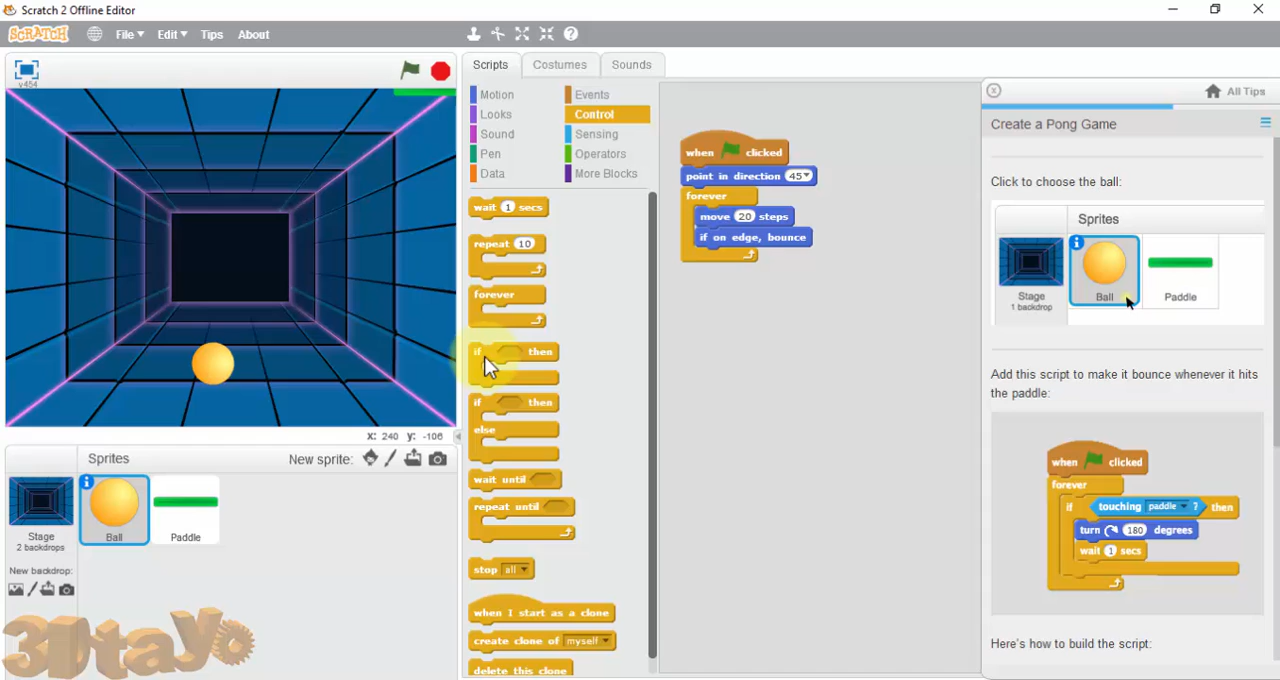 Scratch 2 Offline Editor
SCRATCH File Edit Tips About
v454
Scripts Costumes Sounds
Motion Events
Looks Control
Sound Sensing
Pen Operators
Data More Blocks
wait 1 secs
repeat 10
forever
if then
if then
else
wait until
repeat until
stop all
when I start as a clone
create clone of myself
delete this clone
when clicked
point in direction 45
forever
move 20 steps
if on edge, bounce
x: 240 y: -106
Sprites New sprite:
Stage
2 backdrops
Ball
Paddle
New backdrop:
3DtaYo
All Tips
Create a Pong Game
Click to choose the ball:
Sprites
Stage
1 backdrop
Ball
Paddle
Add this script to make it bounce whenever it hits
the paddle:
when clicked
forever
if touching paddle ? then
turn 180 degrees
wait 1 secs
Here's how to build the script: